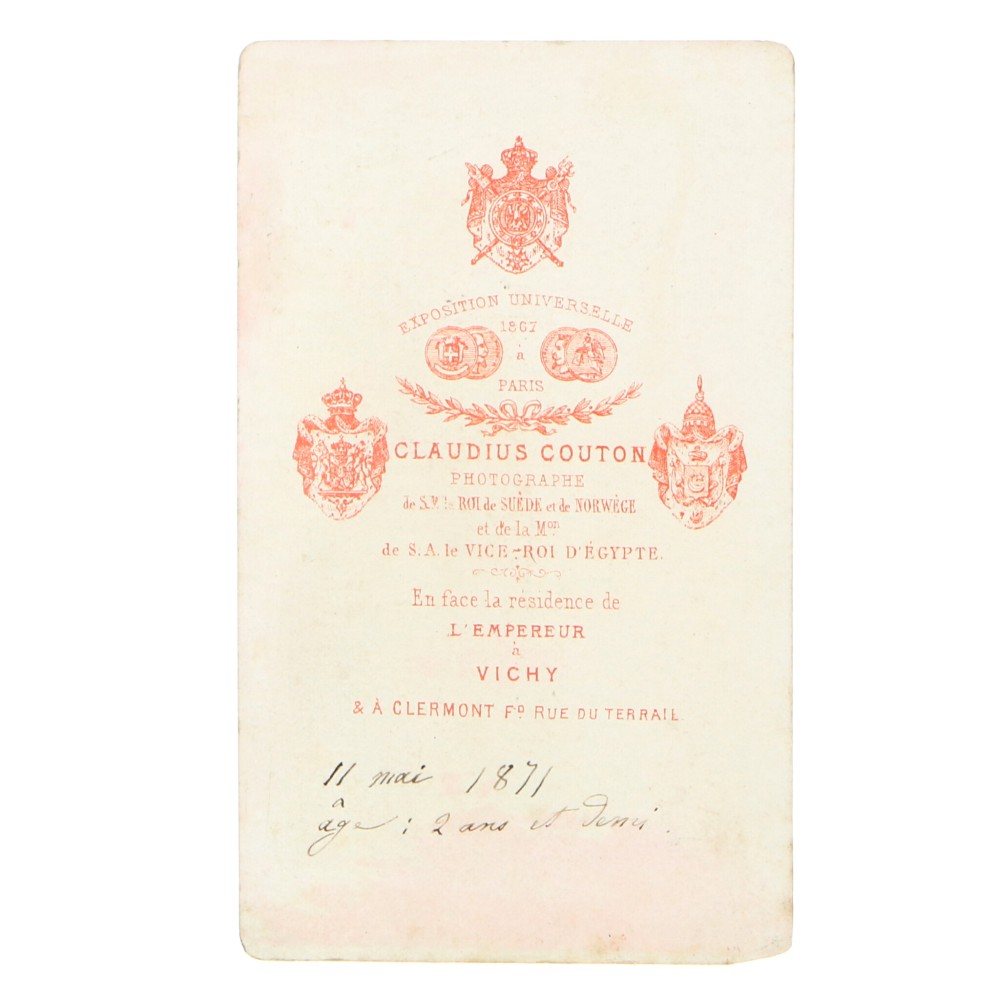 EXPOSITION UNIVERSELLE
1867
à
PARIS
CLAUDIUS COUTON
PHOTOGRAPHE
de S.M. le ROI de SUÈDE et de NORWÈGE
et de la Mon
de S.A. le VICE-ROI D'ÉGYPTE.
En face la résidence de
L'EMPEREUR
à
VICHY
& À CLERMONT Fd RUE DU TERRAIL.
11 mai 1871
âge : 2 ans et demi.